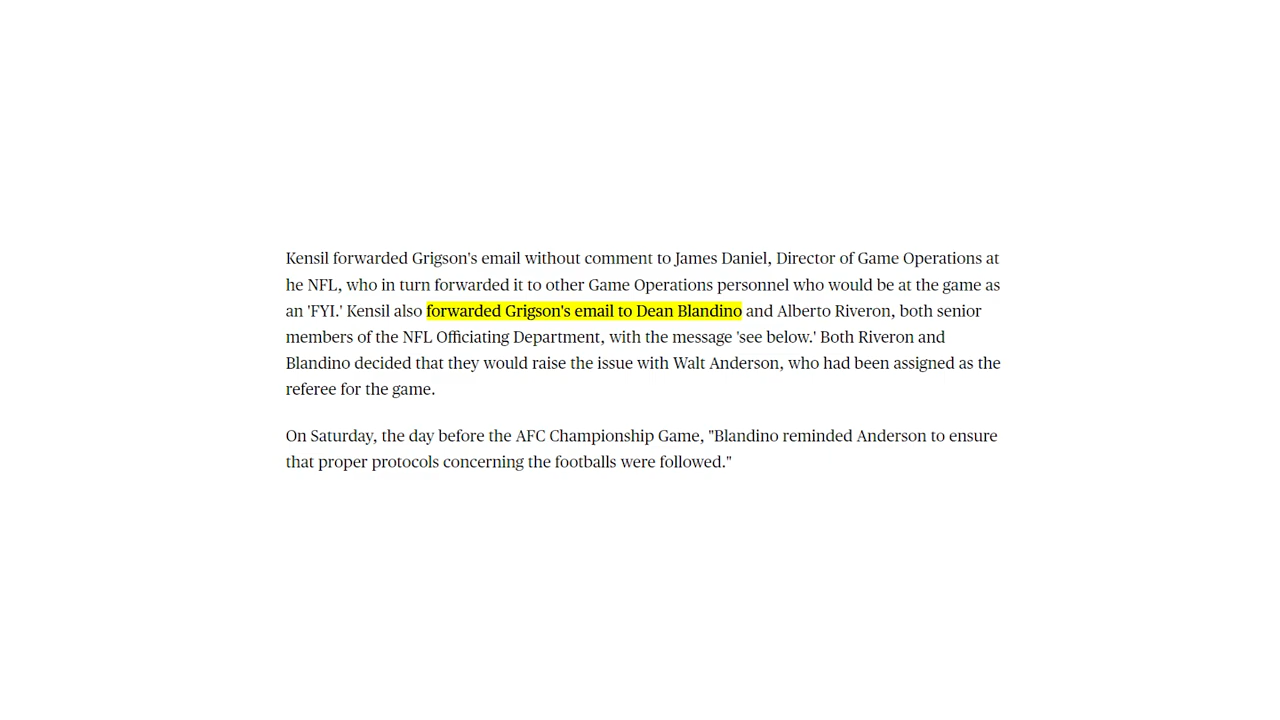 Kensil forwarded Grigson's email without comment to James Daniel, Director of Game Operations at
he NFL, who in turn forwarded it to other Game Operations personnel who would be at the game as
an 'FYI.' Kensil also forwarded Grigson's email to Dean Blandino and Alberto Riveron, both senior
members of the NFL Officiating Department, with the message 'see below.' Both Riveron and
Blandino decided that they would raise the issue with Walt Anderson, who had been assigned as the
referee for the game.
On Saturday, the day before the AFC Championship Game, "Blandino reminded Anderson to ensure
that proper protocols concerning the footballs were followed."